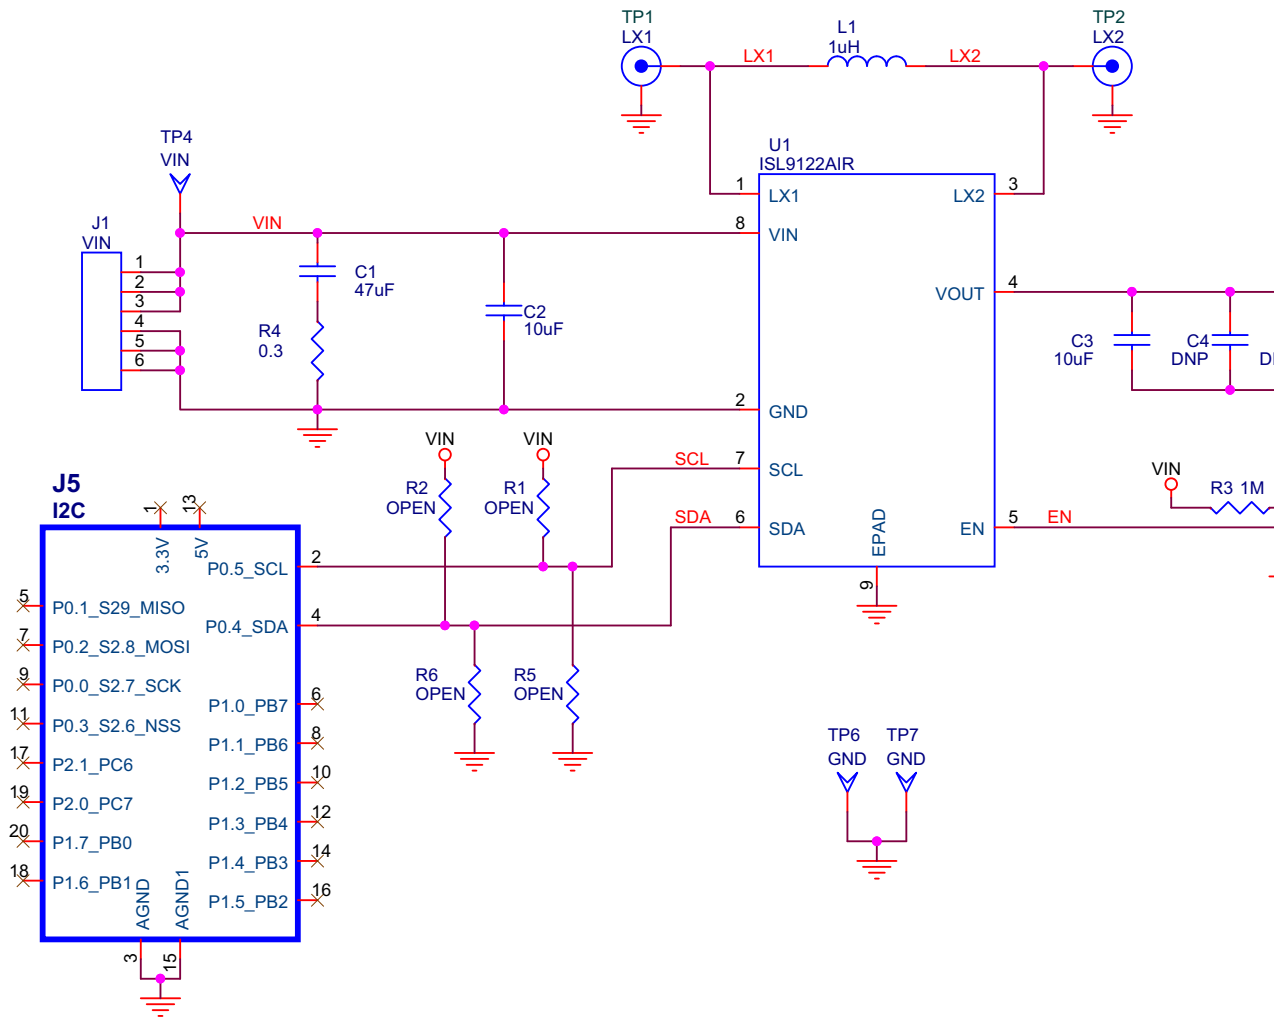 TP1
LX1
LX1
L1
1uH
LX2
TP2
LX2
TP4
VIN
U1
ISL9122AIR
1
LX1
LX2
3
J1
VIN
VIN
8
VIN
1
2
3
4
5
6
C1
47uF
R4
0.3
C2
10uF
VOUT
4
C3
10uF
C4
DNP
2
GND
VIN
VIN
SCL
7
SCL
R2
OPEN
R1
OPEN
SDA
6
SDA
EPAD
9
EN
5
EN
VIN
R3 1M
J5
I2C
1
13
3.3V
5V
P0.5_SCL
2
5
P0.1_S29_MISO
P0.4_SDA
4
7
P0.2_S2.8_MOSI
9
P0.0_S2.7_SCK
R6
OPEN
R5
OPEN
P1.0_PB7
6
11
P0.3_S2.6_NSS
P1.1_PB6
8
17
P2.1_PC6
P1.2_PB5
10
19
P2.0_PC7
P1.3_PB4
12
20
P1.7_PB0
P1.4_PB3
14
18
P1.6_PB1
P1.5_PB2
16
AGND
AGND1
3
15
TP6
GND
TP7
GND